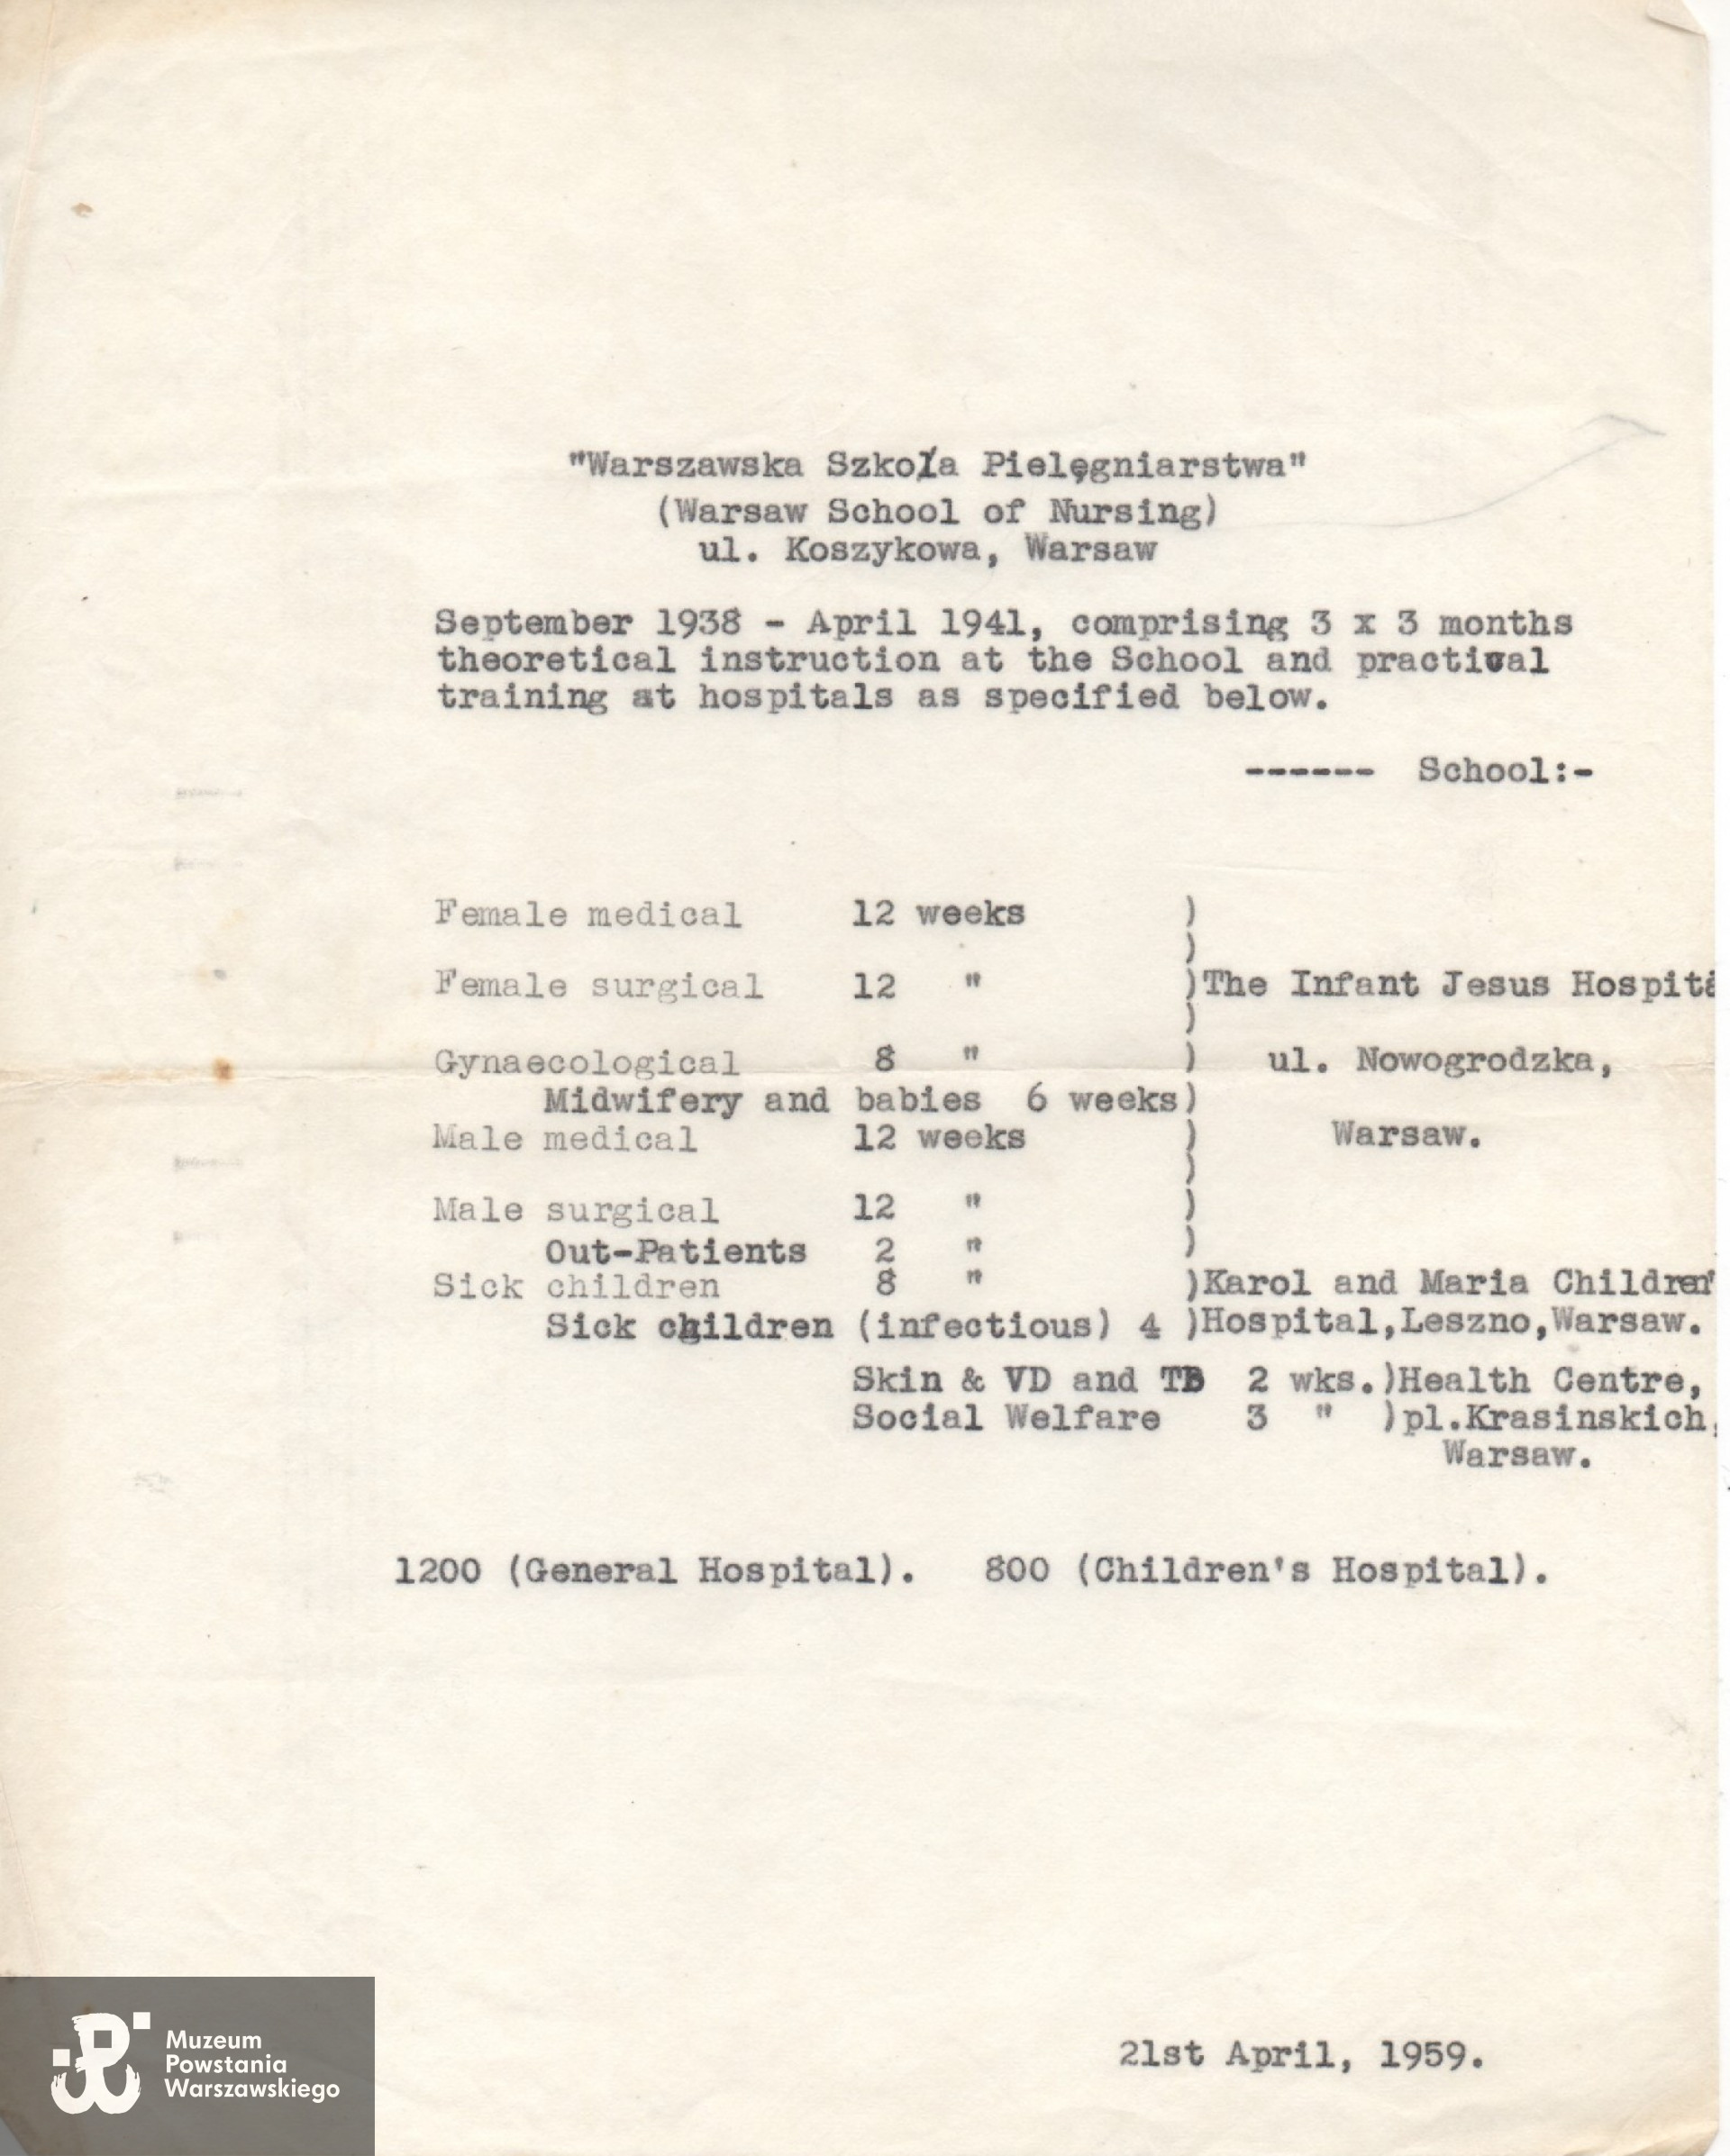 "Warszawska Szkoła Pielęgniarstwa"
(Warsaw School of Nursing)
ul. Koszykowa, Warsaw
September 1938 - April 1941, comprising 3 x 3 months
theoretical instruction at the School and practical
training at hospitals as specified below.
------ School:-
Female medical 12 weeks )
)
Female surgical 12 " )The Infant Jesus Hospita
)
Gynaecological 8 " ) ul. Nowogrodzka,
Midwifery and babies 6 weeks)
Male medical 12 weeks ) Warsaw.
)
Male surgical 12 " )
Out-Patients 2 " )
Sick children 8 " )Karol and Maria Children'
Sick children (infectious) 4 )Hospital,Leszno,Warsaw.
Skin & VD and TB 2 wks.)Health Centre,
Social Welfare 3 " )pl.Krasinskich,
Warsaw.
1200 (General Hospital). 800 (Children's Hospital).
21st April, 1959.
Muzeum
Powstania
Warszawskiego